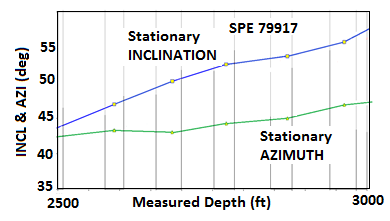 SPE 79917
Stationary
INCLINATION
55
50
45
40
35
INCL & AZI (deg)
Stationary
AZIMUTH
2500
Measured Depth (ft)
3000